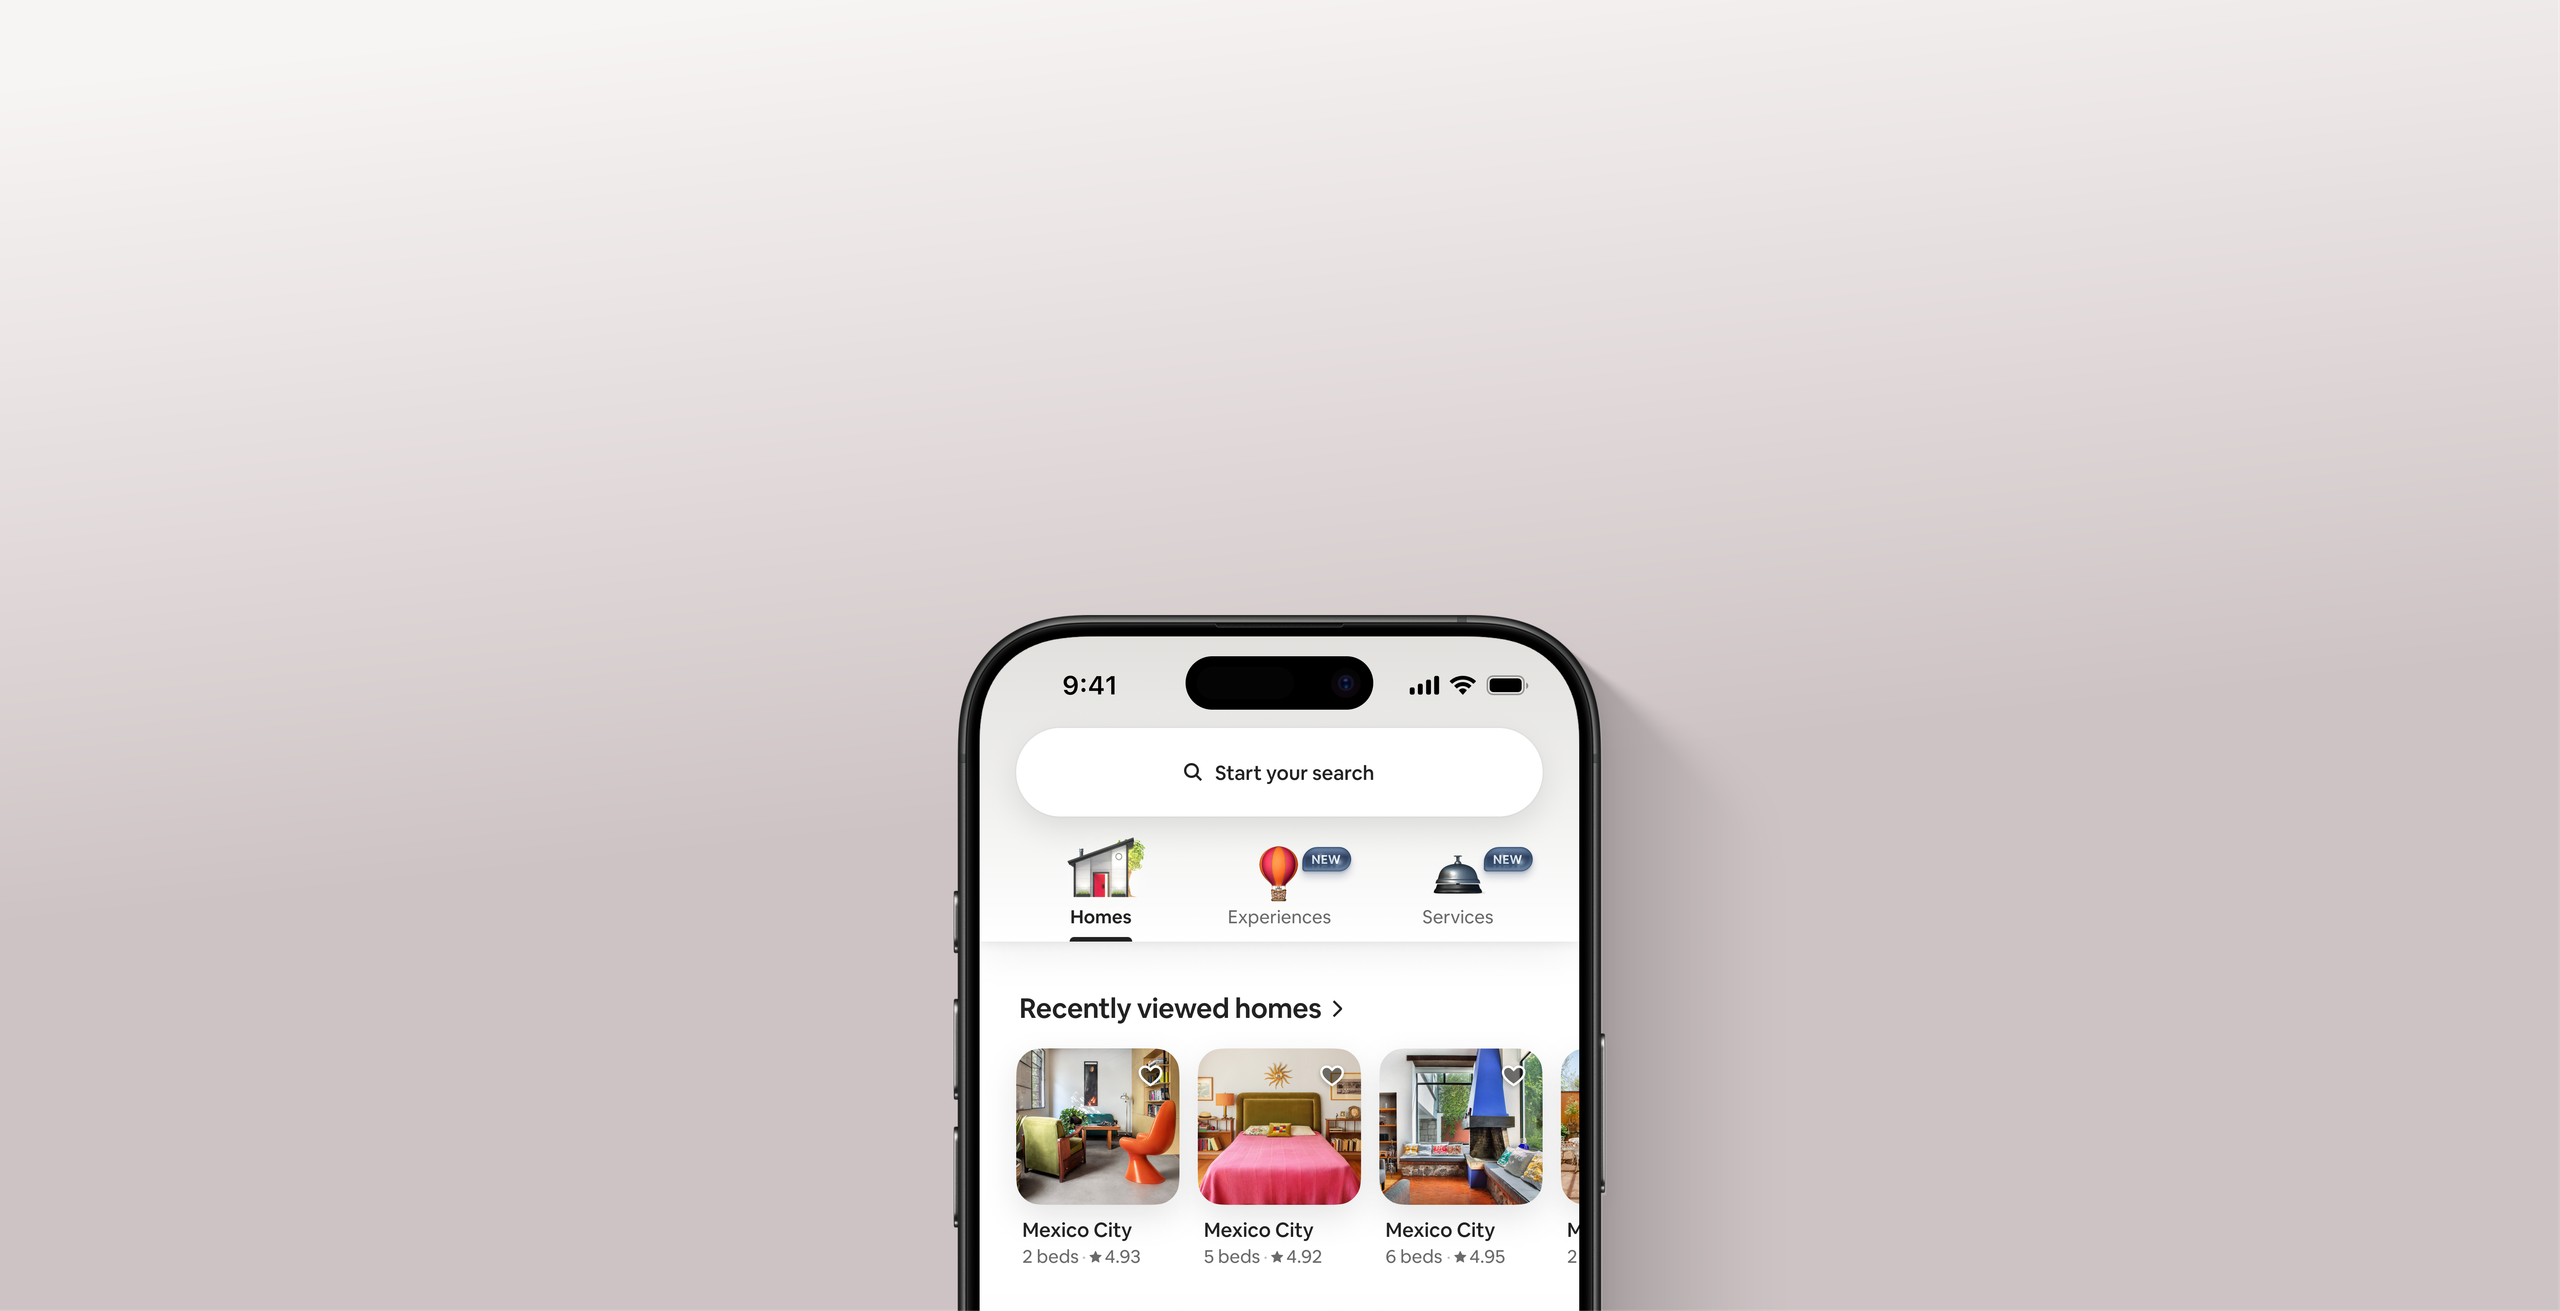 9:41
Start your search
NEW
NEW
Homes
Experiences
Services
Recently viewed homes
Mexico City
Mexico City
Mexico City
M
2 beds · ★ 4.93
5 beds · ★ 4.92
6 beds · ★ 4.95
2